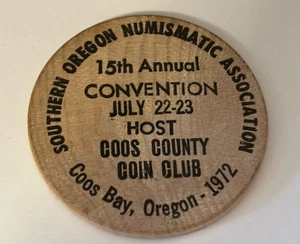 SOUTHERN OREGON NUMISMATIC ASSOCIATION
15th Annual
CONVENTION
JULY 22-23
HOST
COOS COUNTY
COIN CLUB
Coos Bay, Oregon - 1972